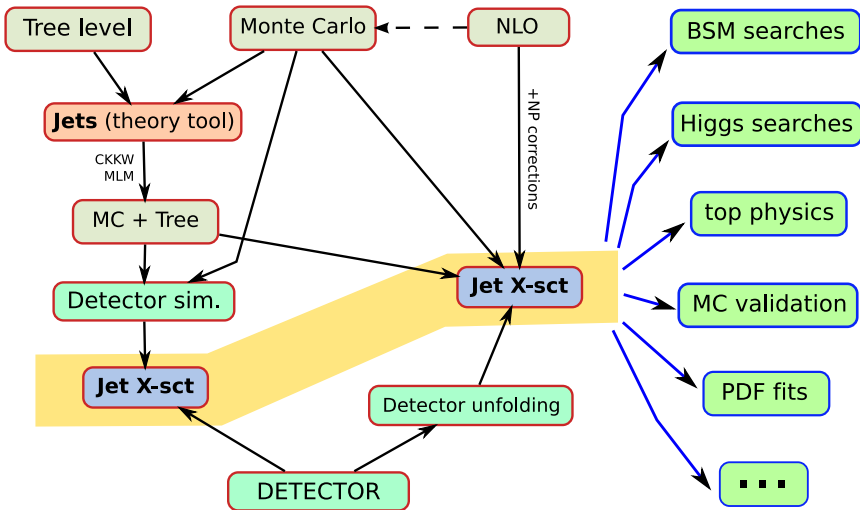 Tree level
Monte Carlo
NLO
BSM searches
Jets (theory tool)
+NP corrections
Higgs searches
CKKW
MLM
MC + Tree
top physics
Detector sim.
Jet X-sct
MC validation
Jet X-sct
Detector unfolding
PDF fits
DETECTOR
...